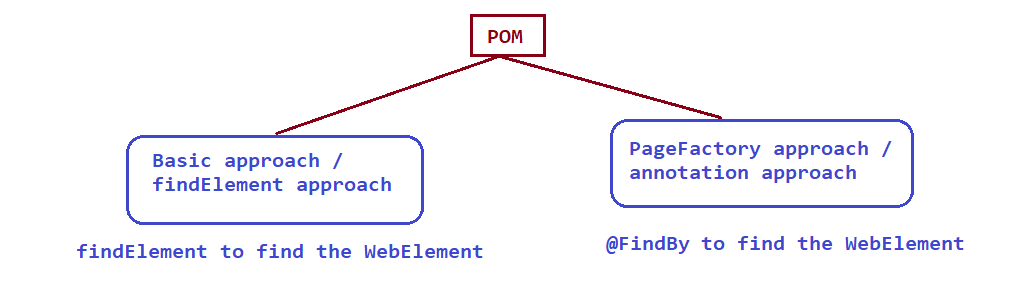 POM
Basic approach /
findElement approach
findElement to find the WebElement
PageFactory approach /
annotation approach
@FindBy to find the WebElement